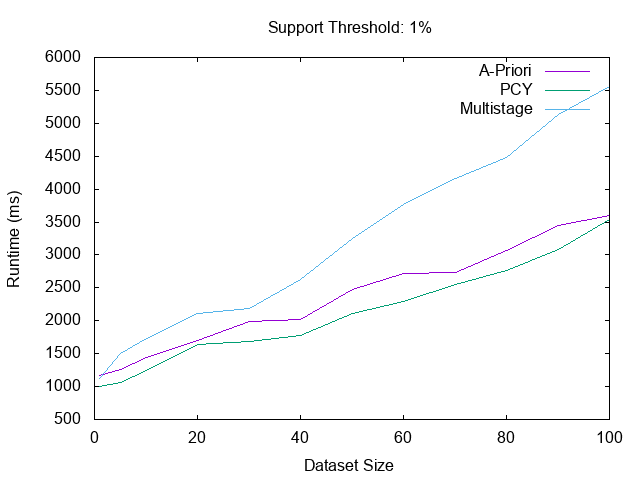 Support Threshold: 1%
6000
5500
5000
4500
4000
3500
3000
2500
2000
1500
1000
500
A-Priori
PCY
Multistage
Runtime (ms)
0 20 40 60 80 100
Dataset Size